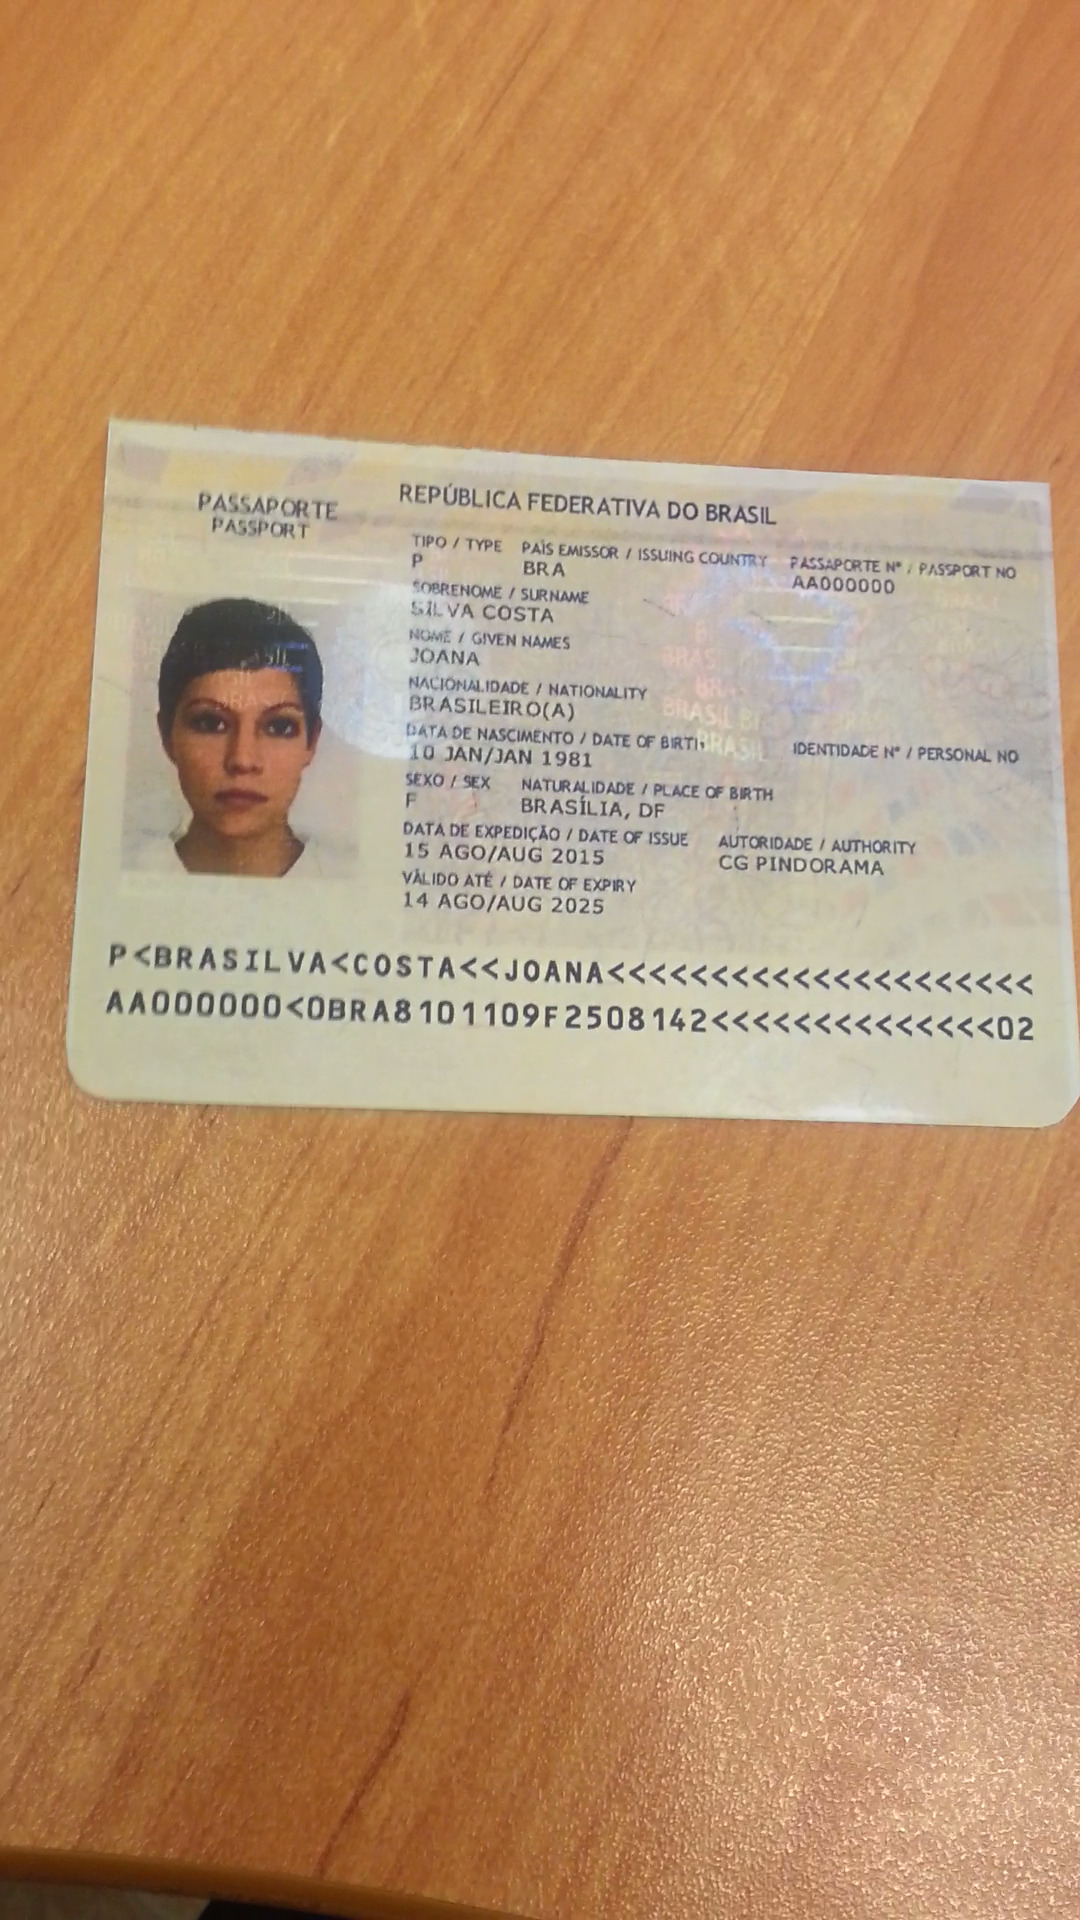 PASSAPORTE
PASSPORT
REPÚBLICA FEDERATIVA DO BRASIL
TIPO / TYPE PAÍS EMISSOR / ISSUING COUNTRY PASSAPORTE Nº / PASSPORT NO
P BRA AA000000
SOBRENOME / SURNAME
SILVA COSTA
NOME / GIVEN NAMES
JOANA
NACIONALIDADE / NATIONALITY
BRASILEIRO(A)
DATA DE NASCIMENTO / DATE OF BIRTH IDENTIDADE Nº / PERSONAL NO
10 JAN/JAN 1981
SEXO / SEX NATURALIDADE / PLACE OF BIRTH
F BRASÍLIA, DF
DATA DE EXPEDIÇÃO / DATE OF ISSUE AUTORIDADE / AUTHORITY
15 AGO/AUG 2015 CG PINDORAMA
VÁLIDO ATÉ / DATE OF EXPIRY
14 AGO/AUG 2025
P<BRASILVA<COSTA<<JOANA<<<<<<<<<<<<<<<<<<<<<
AA000000<0BRA8101109F2508142<<<<<<<<<<<<<<02